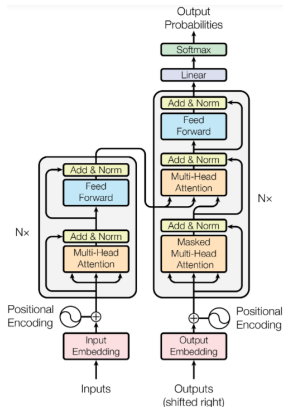 Output
Probabilities
Softmax
Linear
Add & Norm
Feed
Forward
Add & Norm
Multi-Head
Attention
Add & Norm
Masked
Multi-Head
Attention
N×
Positional
Encoding
Output
Embedding
Outputs
(shifted right)
Add & Norm
Feed
Forward
Add & Norm
Multi-Head
Attention
N×
Positional
Encoding
Input
Embedding
Inputs